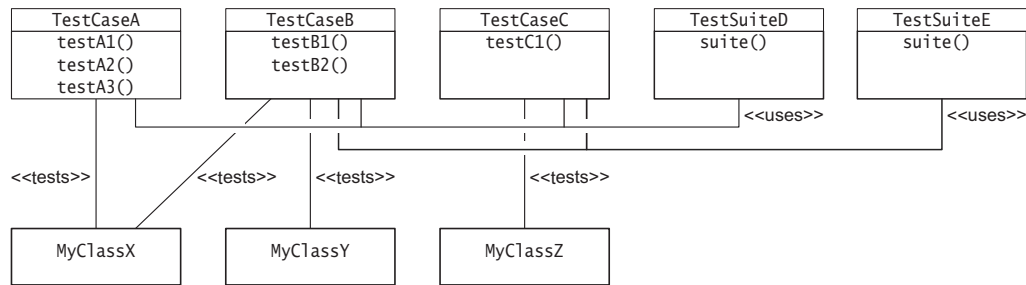 TestCaseA TestCaseB TestCaseC TestSuiteD TestSuiteE
testA1() testB1() testC1() suite() suite()
testA2() testB2()
testA3()
<<uses>> <<uses>>
<<tests>> <<tests>> <<tests>> <<tests>>
MyClassX MyClassY MyClassZ